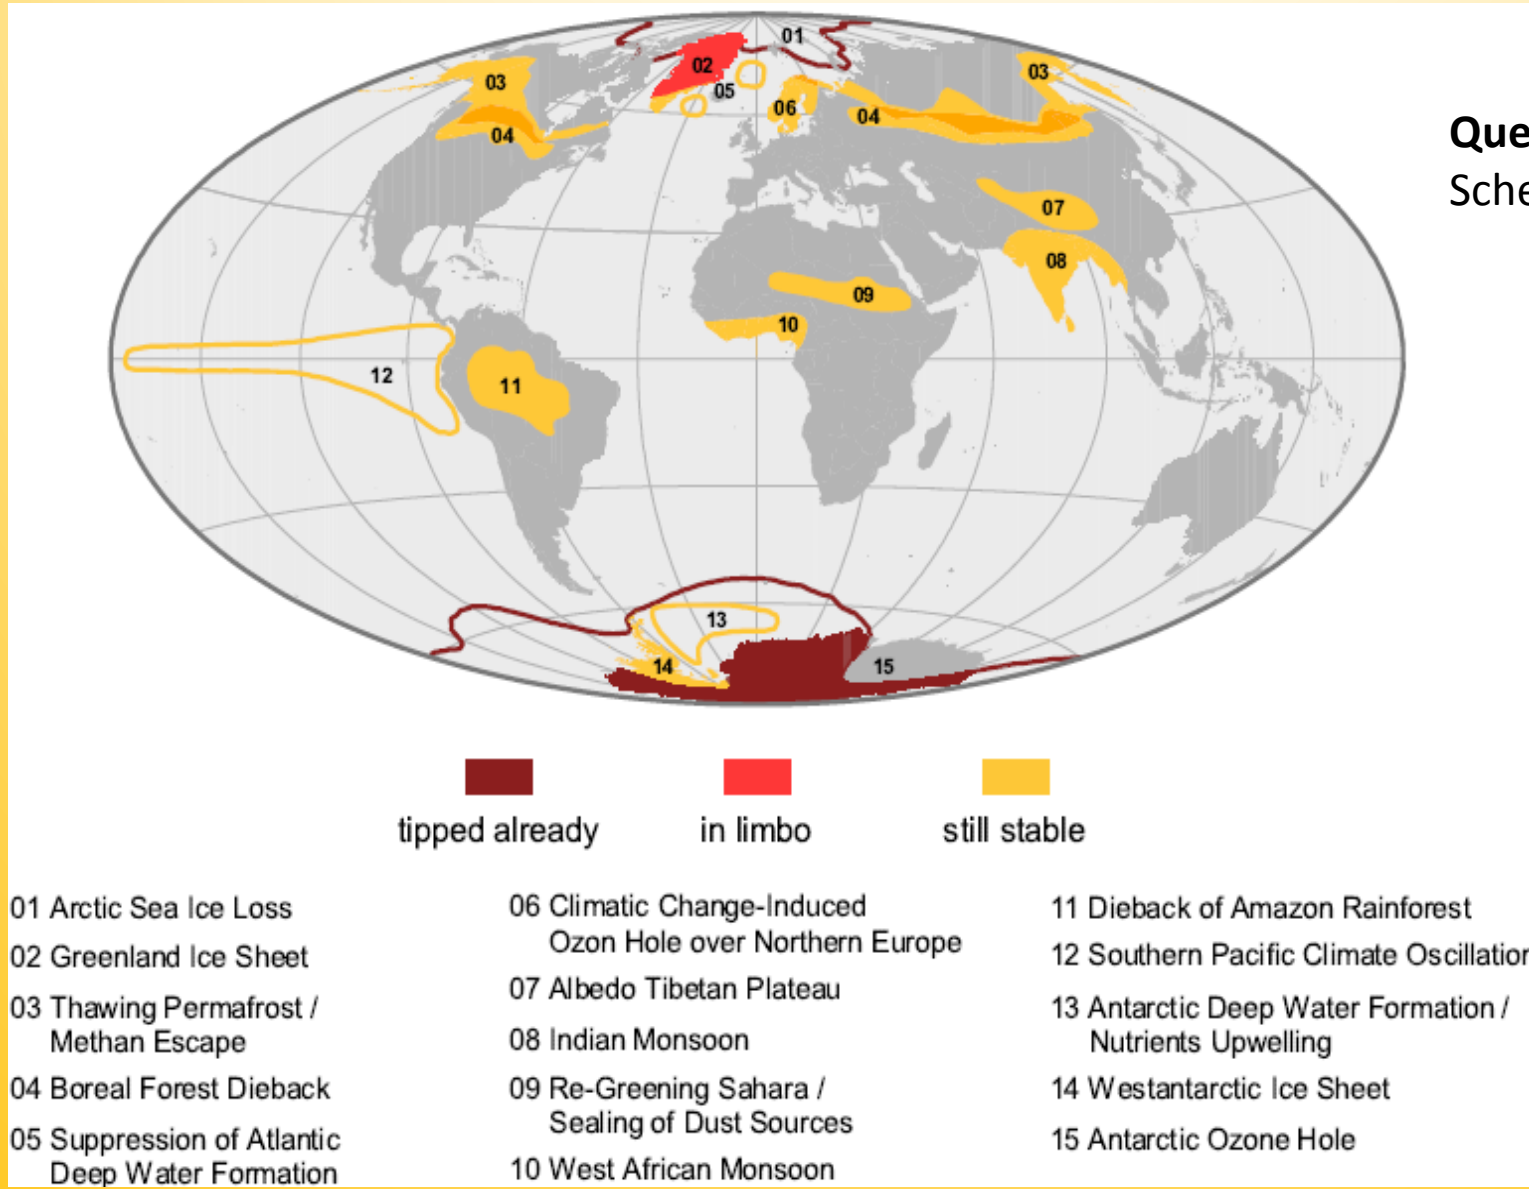 01
02
03
03
05
06
04
04
07
08
09
10
12
11
13
14
15
Que
Sche
tipped already
in limbo
still stable
01 Arctic Sea Ice Loss
02 Greenland Ice Sheet
03 Thawing Permafrost /
Methan Escape
04 Boreal Forest Dieback
05 Suppression of Atlantic
Deep Water Formation
06 Climatic Change-Induced
Ozon Hole over Northern Europe
07 Albedo Tibetan Plateau
08 Indian Monsoon
09 Re-Greening Sahara /
Sealing of Dust Sources
10 West African Monsoon
11 Dieback of Amazon Rainforest
12 Southern Pacific Climate Oscillation
13 Antarctic Deep Water Formation /
Nutrients Upwelling
14 Westantarctic Ice Sheet
15 Antarctic Ozone Hole